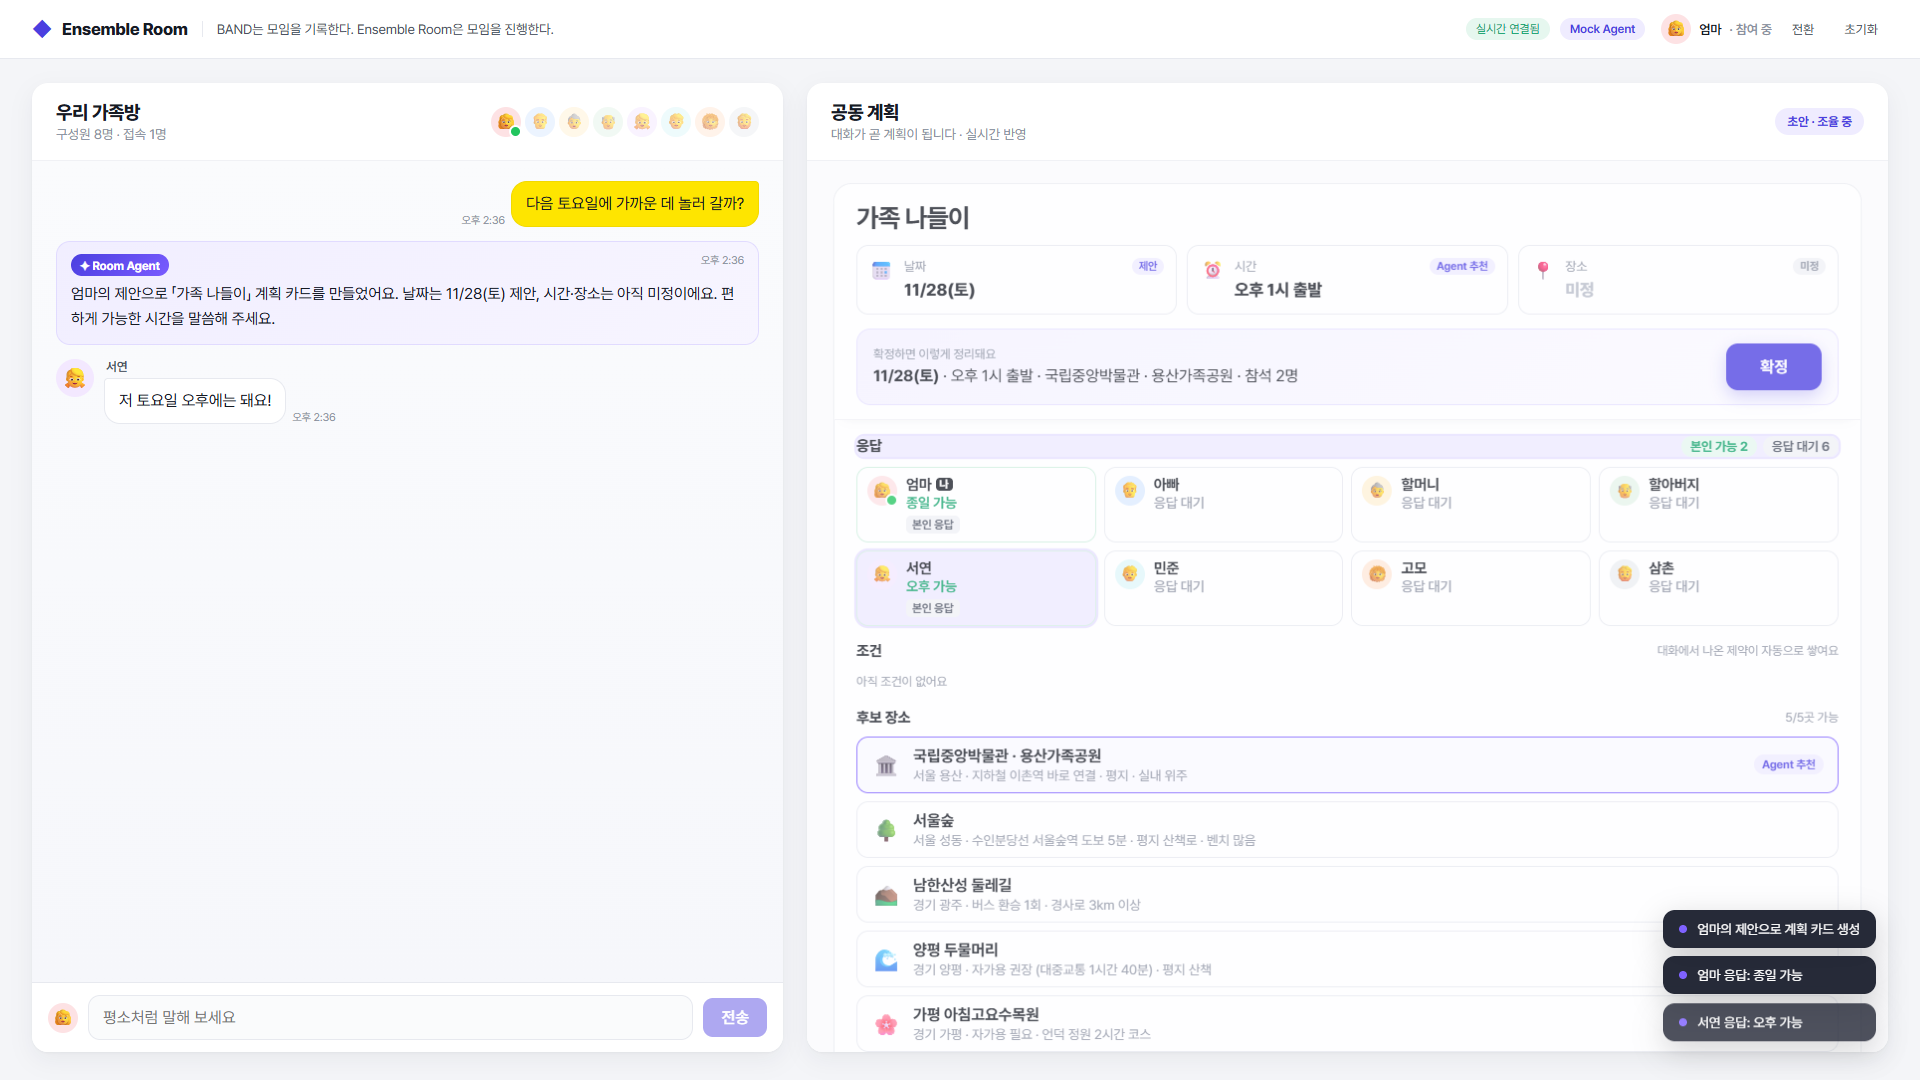 Ensemble Room
BAND는 모임을 기록한다. Ensemble Room은 모임을 진행한다.
실시간 연결됨
Mock Agent
엄마 · 참여 중
전환
초기화
우리 가족방
구성원 8명 · 접속 1명
다음 토요일에 가까운 데 놀러 갈까?
오후 2:36
Room Agent
오후 2:36
엄마의 제안으로 「가족 나들이」 계획 카드를 만들었어요. 날짜는 11/28(토) 제안, 시간·장소는 아직 미정이에요. 편
하게 가능한 시간을 말씀해 주세요.
서연
저 토요일 오후에는 돼요!
오후 2:36
평소처럼 말해 보세요
전송
공동 계획
대화가 곧 계획이 됩니다 · 실시간 반영
초안 · 조율 중
가족 나들이
날짜
제안
11/28(토)
시간
Agent 추천
오후 1시 출발
장소
미정
미정
확정하면 이렇게 정리돼요
11/28(토) · 오후 1시 출발 · 국립중앙박물관 · 용산가족공원 · 참석 2명
확정
응답
본인 가능 2
응답 대기 6
엄마 나
종일 가능
본인 응답
아빠
응답 대기
할머니
응답 대기
할아버지
응답 대기
서연
오후 가능
본인 응답
민준
응답 대기
고모
응답 대기
삼촌
응답 대기
조건
대화에서 나온 제약이 자동으로 쌓여요
아직 조건이 없어요
후보 장소
5/5곳 가능
국립중앙박물관 · 용산가족공원
서울 용산 · 지하철 이촌역 바로 연결 · 평지 · 실내 위주
Agent 추천
서울숲
서울 성동 · 수인분당선 서울숲역 도보 5분 · 평지 산책로 · 벤치 많음
남한산성 둘레길
경기 광주 · 버스 환승 1회 · 경사로 3km 이상
양평 두물머리
경기 양평 · 자가용 권장 (대중교통 1시간 40분) · 평지 산책
가평 아침고요수목원
경기 가평 · 자가용 필요 · 언덕 정원 2시간 코스
엄마의 제안으로 계획 카드 생성
엄마 응답: 종일 가능
서연 응답: 오후 가능